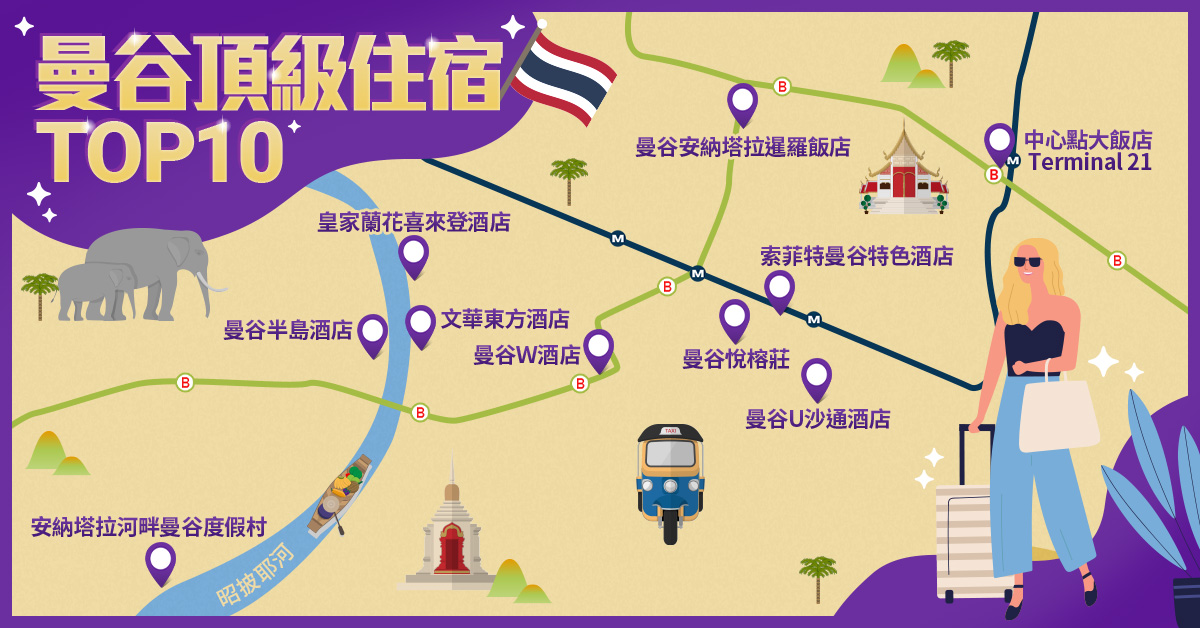 曼谷頂級住宿
TOP10
B
曼谷安納塔拉暹羅飯店
中心點大飯店
Terminal 21
M
B
皇家蘭花喜來登酒店
M
索菲特曼谷特色酒店
B
M
B
文華東方酒店
曼谷半島酒店
M
曼谷W酒店
曼谷悅榕莊
B
B
B
曼谷U沙通酒店
TAXI
安納塔拉河畔曼谷度假村
昭披耶河